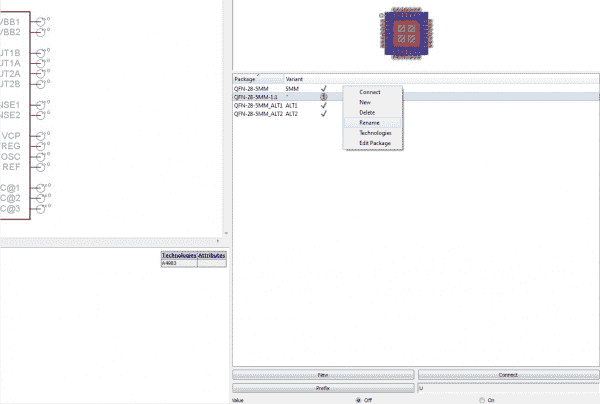 VBB1
VBB2
UT1B
UT1A
UT2A
UT2B
NSE1
NSE2
VCP
VREG
OSC
REF
C@1
C@2
C@3
Technologies Attributes
A4983
Package Variant
QFN-28-5MM 5MM
QFN-28-5MM-1:1
QFN-28-5MM_ALT1 ALT1
QFN-28-5MM_ALT2 ALT2
Connect
New
Delete
Rename
Technologies
Edit Package
New Connect
Prefix U
Value Off On